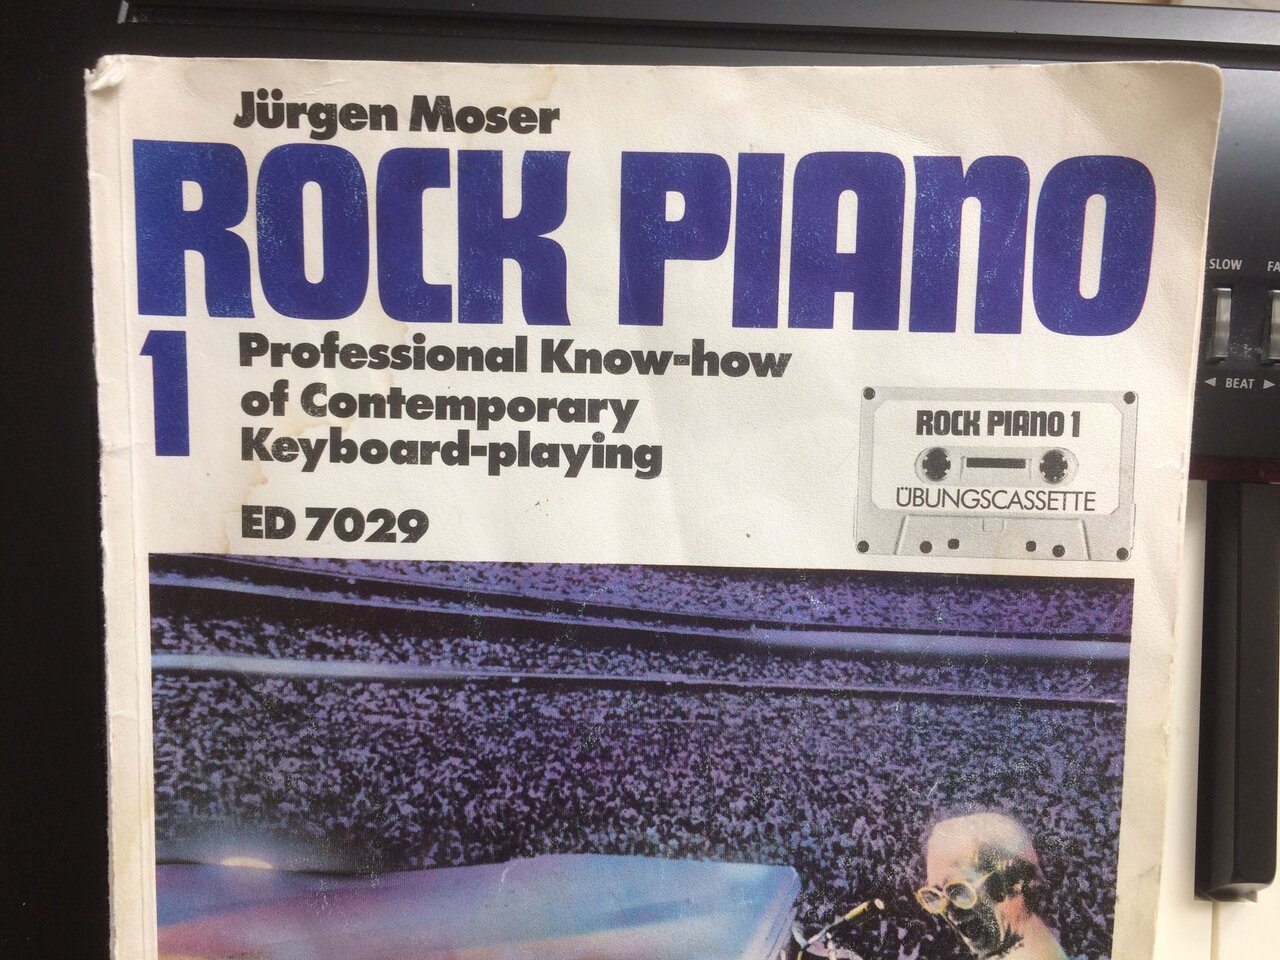 Jürgen Moser
ROCK PIANO
1
Professional Know-how
of Contemporary
Keyboard-playing
ED 7029
ROCK PIANO 1
ÜBUNGSCASSETTE
SLOW
◄ BEAT ►